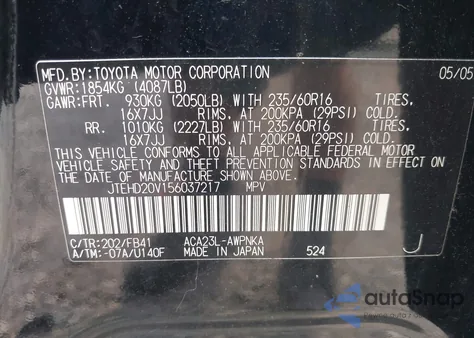 MFD.BY:TOYOTA MOTOR CORPORATION 05/05
GVWR:1854KG (4087LB)
GAWR:FRT. 930KG (2050LB) WITH 235/60R16 TIRES,
16X7JJ RIMS, AT 200KPA (29PSI) COLD.
RR. 1010KG (2227LB) WITH 235/60R16 TIRES,
16X7JJ RIMS, AT 200KPA (29PSI) COLD.
THIS VEHICLE CONFORMS TO ALL APPLICABLE
FEDERAL MOTOR VEHICLE SAFETY AND BUMPER
STANDARDS IN EFFECT ON THE
DATE OF MANUFACTURE SHOWN ABOVE.
JTEHD20V156037217 MPV
C/TR:202/FB41 ACA23L-AWPNKA
A/TM:-07A/U140F MADE IN JAPAN 524 J
autoSnap